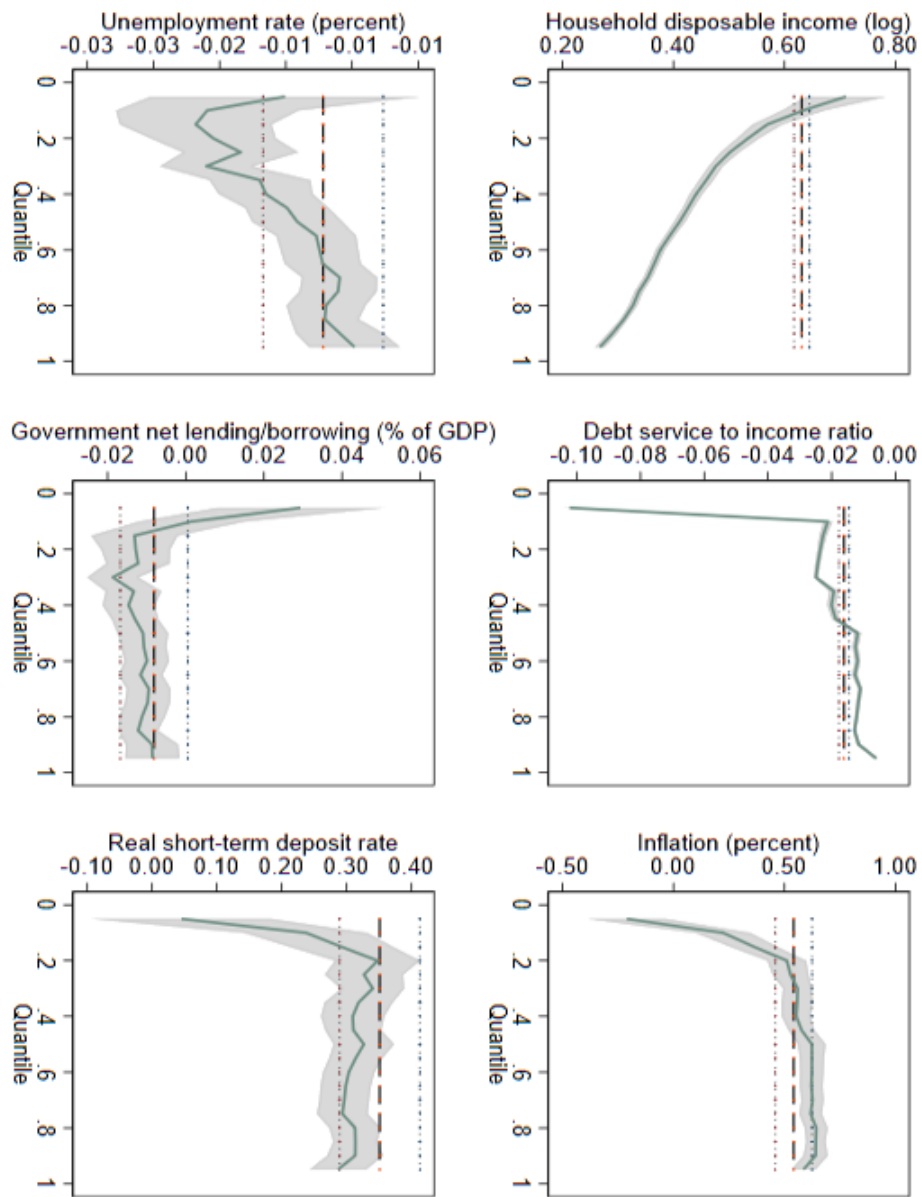 Unemployment rate (percent)
-0.03 -0.03 -0.02 -0.01 -0.01 -0.01
0 .2 .4 .6 .8 1
Quantile
Household disposable income (log)
0.20 0.40 0.60 0.80
0 .2 .4 .6 .8 1
Quantile
Government net lending/borrowing (% of GDP)
-0.02 0.00 0.02 0.04 0.06
0 .2 .4 .6 .8 1
Quantile
Debt service to income ratio
-0.10 -0.08 -0.06 -0.04 -0.02 0.00
0 .2 .4 .6 .8 1
Quantile
Real short-term deposit rate
-0.10 0.00 0.10 0.20 0.30 0.40
0 .2 .4 .6 .8 1
Quantile
Inflation (percent)
-0.50 0.00 0.50 1.00
0 .2 .4 .6 .8 1
Quantile